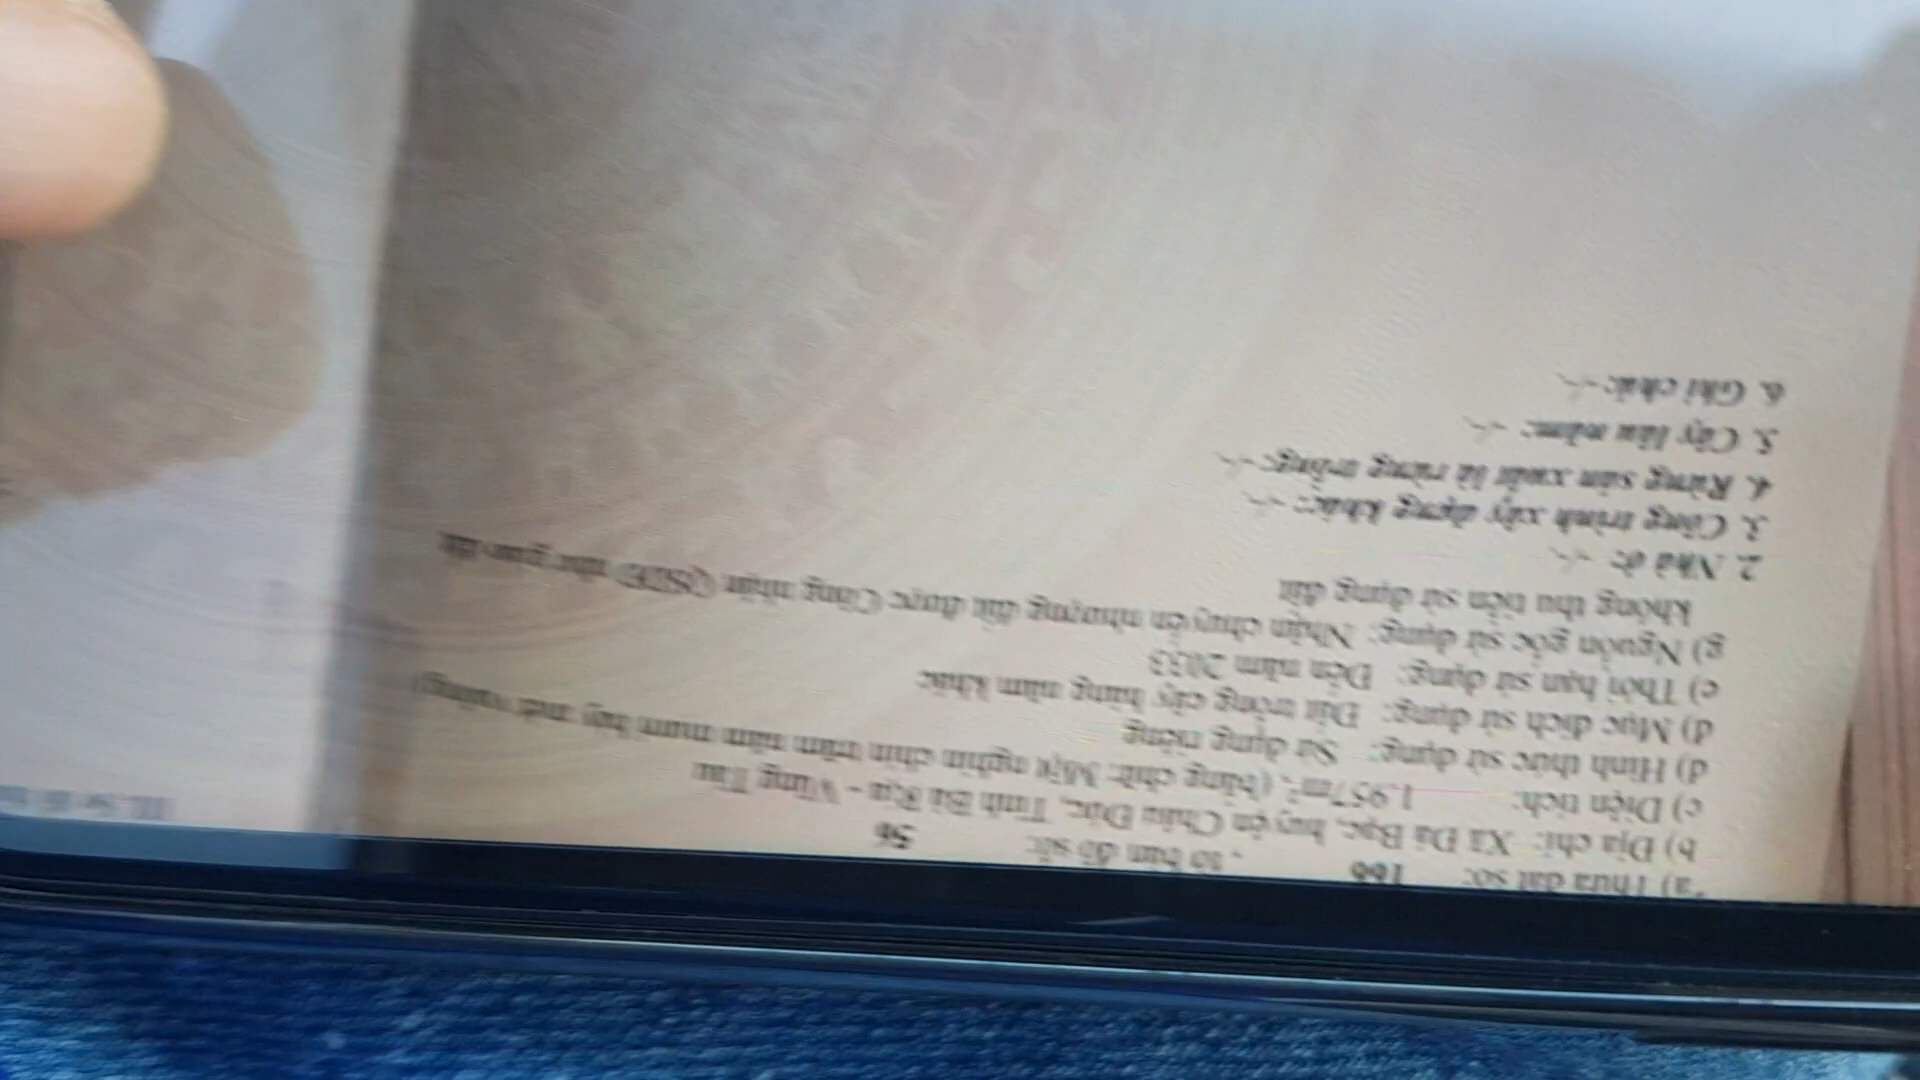 a) Thửa đất số: 166 , tờ bản đồ số: 56
b) Địa chỉ: Xã Đá Bạc, huyện Châu Đức, Tỉnh Bà Rịa - Vũng Tàu
c) Diện tích: 1.957m², (bằng chữ: Một nghìn chín trăm năm mươi bảy mét vuông)
d) Hình thức sử dụng: Sử dụng riêng
đ) Mục đích sử dụng: Đất trồng cây hàng năm khác
e) Thời hạn sử dụng: Đến năm 2033
g) Nguồn gốc sử dụng: Nhận chuyển nhượng đất được Công nhận QSDĐ như giao đất
không thu tiền sử dụng đất
2. Nhà ở: -/-.
3. Công trình xây dựng khác: -/-.
4. Rừng sản xuất là rừng trồng: -/-.
5. Cây lâu năm: -/-.
6. Ghi chú: -/-.